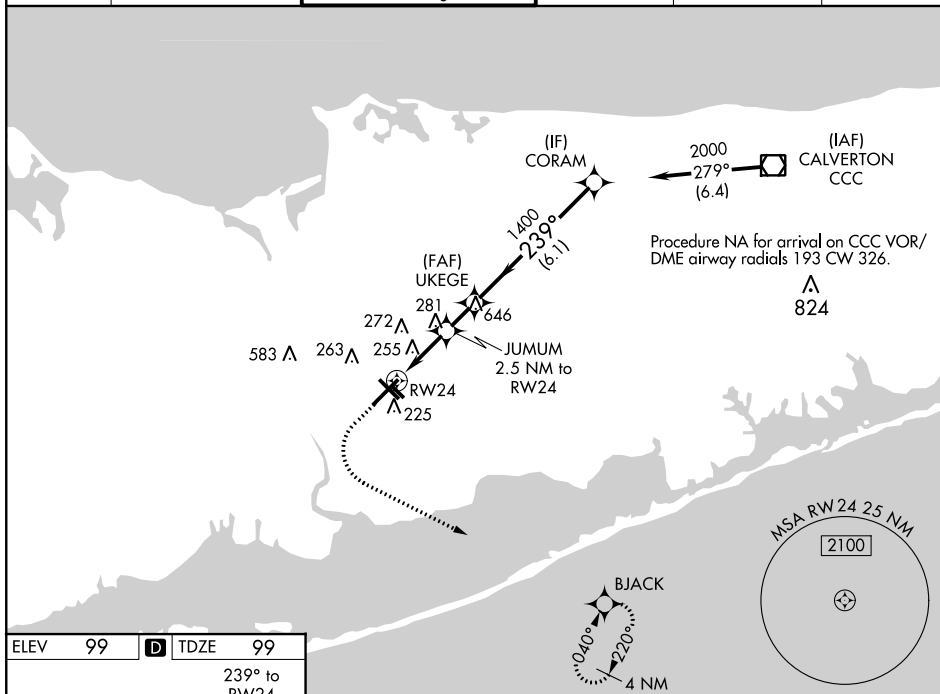 (IF)
CORAM
2000
279°
(6.4)
(IAF)
CALVERTON
CCC
1400
239°
(6.1)
Procedure NA for arrival on CCC VOR/
DME airway radials 193 CW 326.
824
(FAF)
UKEGE
281
646
272
583
263
255
JUMUM
2.5 NM to
RW24
RW24
225
MSA RW24 25 NM
2100
BJACK
040°
220°
4 NM
ELEV 99 D TDZE 99
239° to
RW24